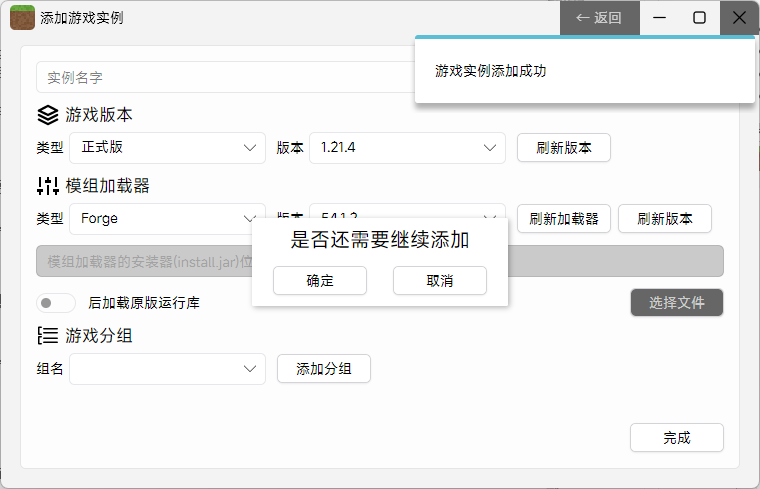 添加游戏实例
← 返回
游戏实例添加成功
实例名字
游戏版本
类型 正式版 版本 1.21.4 刷新版本
模组加载器
类型 Forge 版本 54.1.2 刷新加载器 刷新版本
是否还需要继续添加
确定 取消
模组加载器的安装器(install.jar)位
后加载原版运行库 选择文件
游戏分组
组名 添加分组
完成